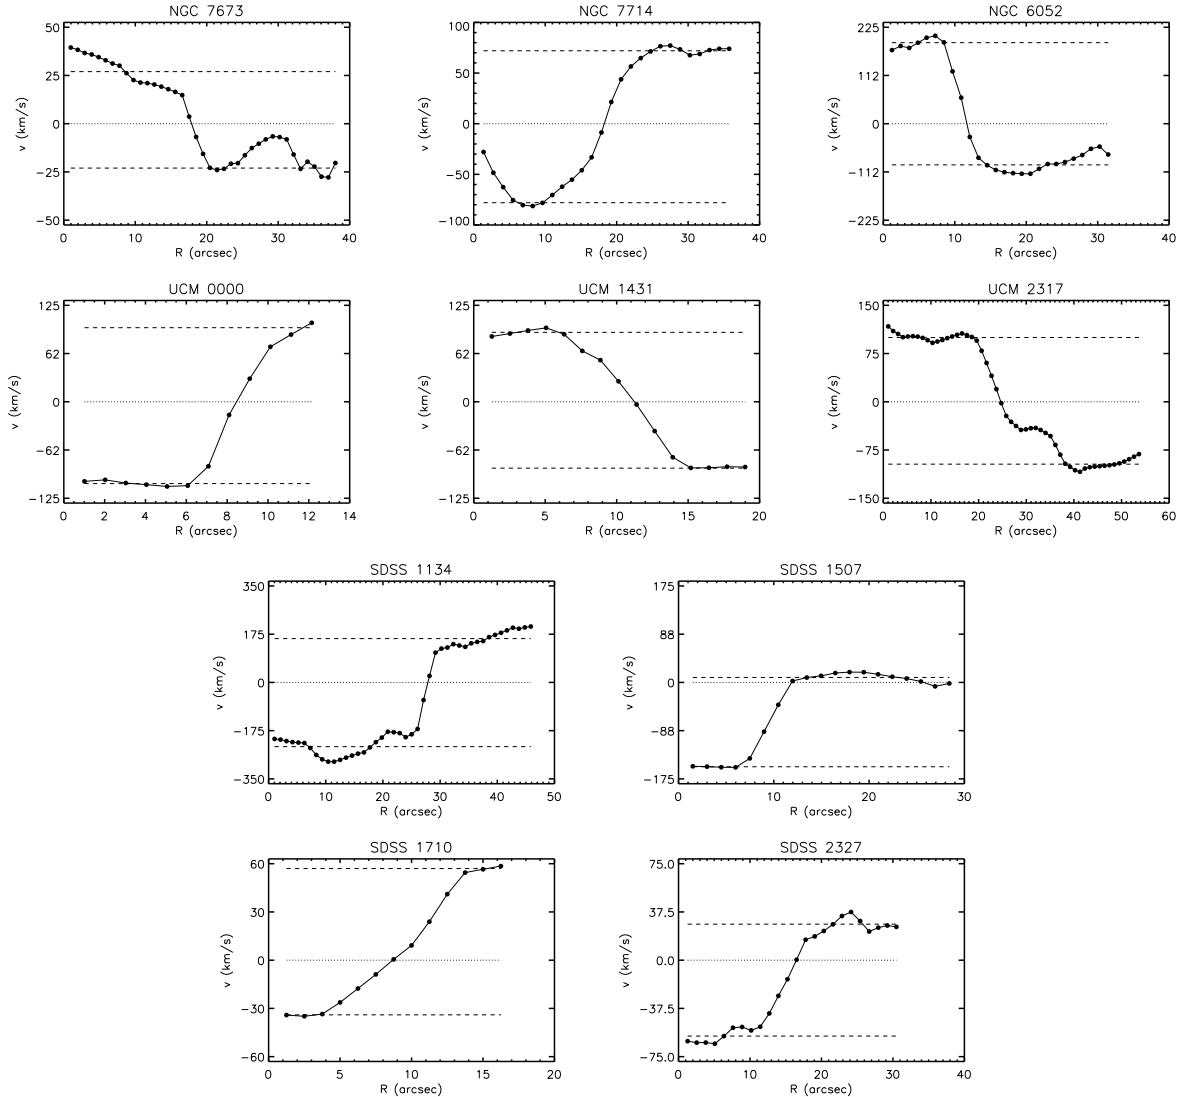 NGC 7673
NGC 7714
NGC 6052
50
25
0
−25
−50
v (km/s)
0 10 20 30 40
R (arcsec)
100
50
0
−50
−100
v (km/s)
0 10 20 30 40
R (arcsec)
225
112
0
−112
−225
v (km/s)
0 10 20 30 40
R (arcsec)
UCM 0000
UCM 1431
UCM 2317
125
62
0
−62
−125
v (km/s)
0 2 4 6 8 10 12 14
R (arcsec)
125
62
0
−62
−125
v (km/s)
0 5 10 15 20
R (arcsec)
150
75
0
−75
−150
v (km/s)
0 10 20 30 40 50 60
R (arcsec)
SDSS 1134
SDSS 1507
350
175
0
−175
−350
v (km/s)
0 10 20 30 40 50
R (arcsec)
175
88
0
−88
−175
v (km/s)
0 10 20 30
R (arcsec)
SDSS 1710
SDSS 2327
60
30
0
−30
−60
v (km/s)
0 5 10 15 20
R (arcsec)
75.0
37.5
0.0
−37.5
−75.0
v (km/s)
0 10 20 30 40
R (arcsec)